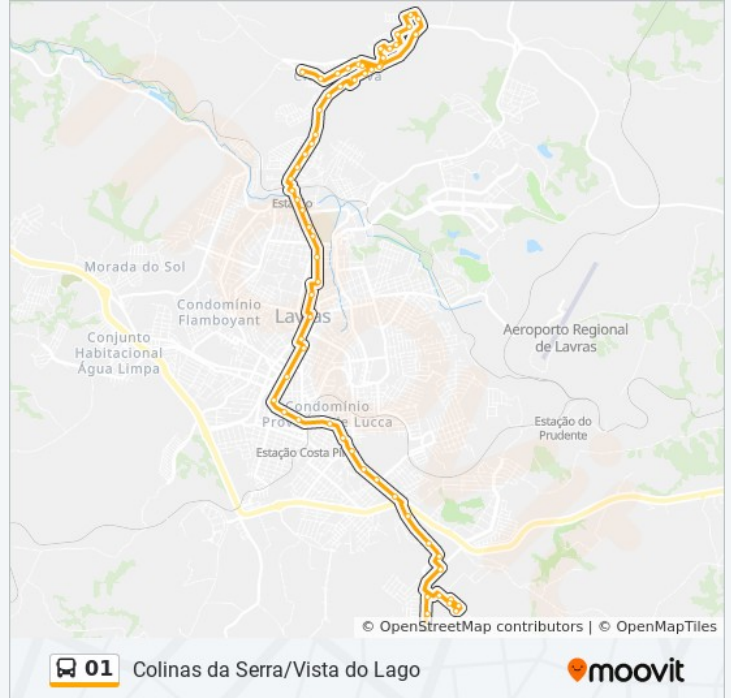 Estação
Morada do Sol
Condomínio
Flamboyant
Lavras
Aeroporto Regional
de Lavras
Conjunto
Habitacional
Água Limpa
Condomínio
Lucca
Estação do
Prudente
Estação Costa
© OpenStreetMap contributors | © OpenMapTiles
01 Colinas da Serra/Vista do Lago
moovit